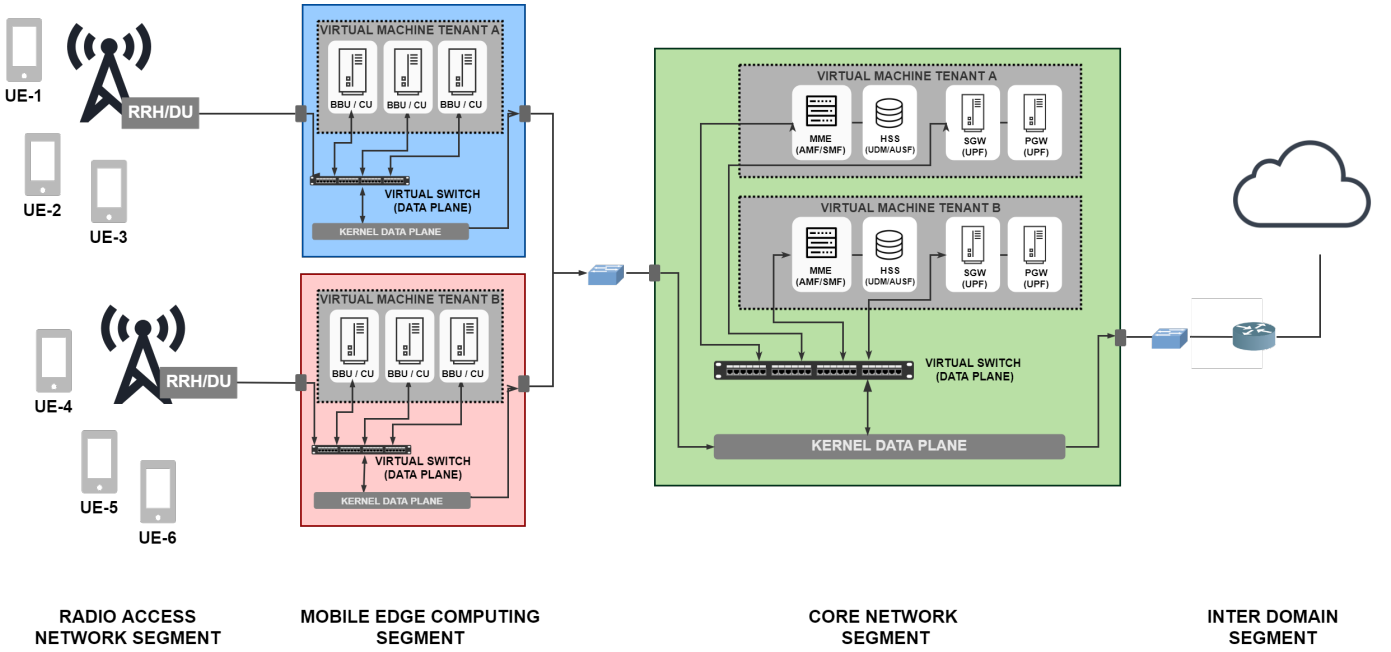 UE-1
RRH/DU
UE-2
UE-3
VIRTUAL MACHINE TENANT A
BBU / CU
BBU / CU
BBU / CU
VIRTUAL SWITCH
(DATA PLANE)
KERNEL DATA PLANE
UE-4
RRH/DU
UE-5
UE-6
VIRTUAL MACHINE TENANT B
BBU / CU
BBU / CU
BBU / CU
VIRTUAL SWITCH
(DATA PLANE)
KERNEL DATA PLANE
VIRTUAL MACHINE TENANT A
MME
(AMF/SMF)
HSS
(UDM/AUSF)
SGW
(UPF)
PGW
(UPF)
VIRTUAL MACHINE TENANT B
MME
(AMF/SMF)
HSS
(UDM/AUSF)
SGW
(UPF)
PGW
(UPF)
VIRTUAL SWITCH
(DATA PLANE)
KERNEL DATA PLANE
RADIO ACCESS
NETWORK SEGMENT
MOBILE EDGE COMPUTING
SEGMENT
CORE NETWORK
SEGMENT
INTER DOMAIN
SEGMENT